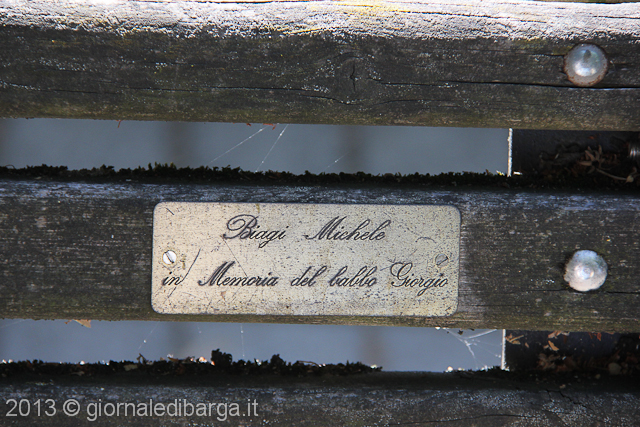 Biagi Michele
in Memoria del babbo Giorgio
2013 © giornaledibarga.it